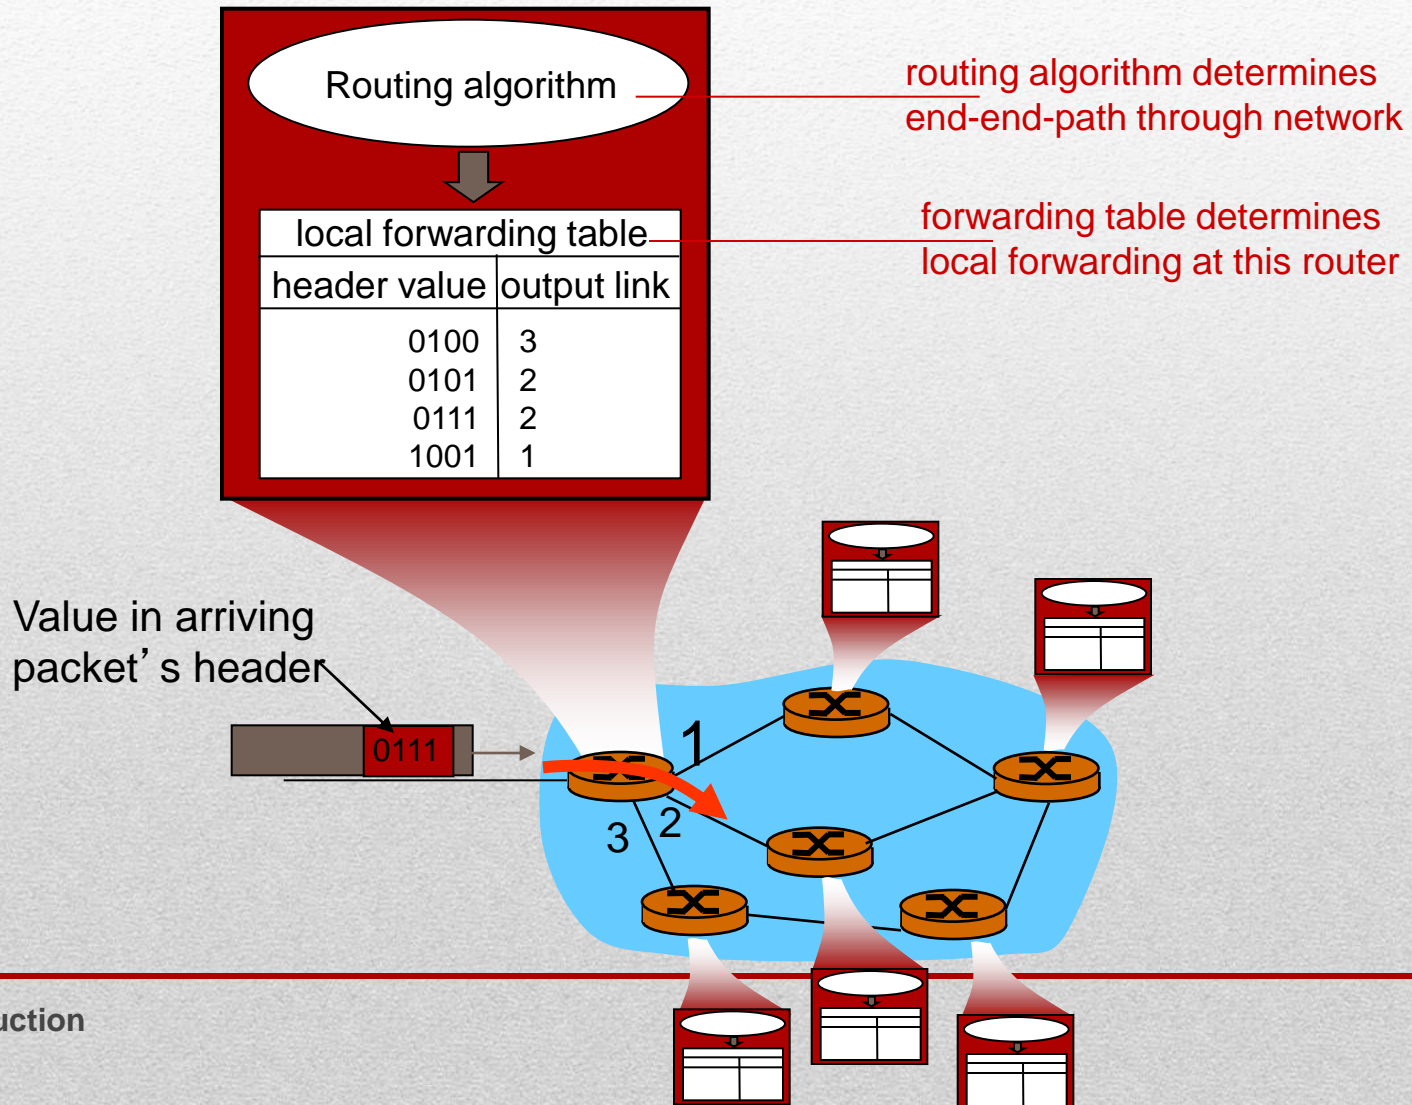 Routing algorithm
routing algorithm determines
end-end-path through network
local forwarding table
forwarding table determines
local forwarding at this router
header value output link
0100 3
0101 2
0111 2
1001 1
Value in arriving
packet’ s header
0111
1
2
3
uction